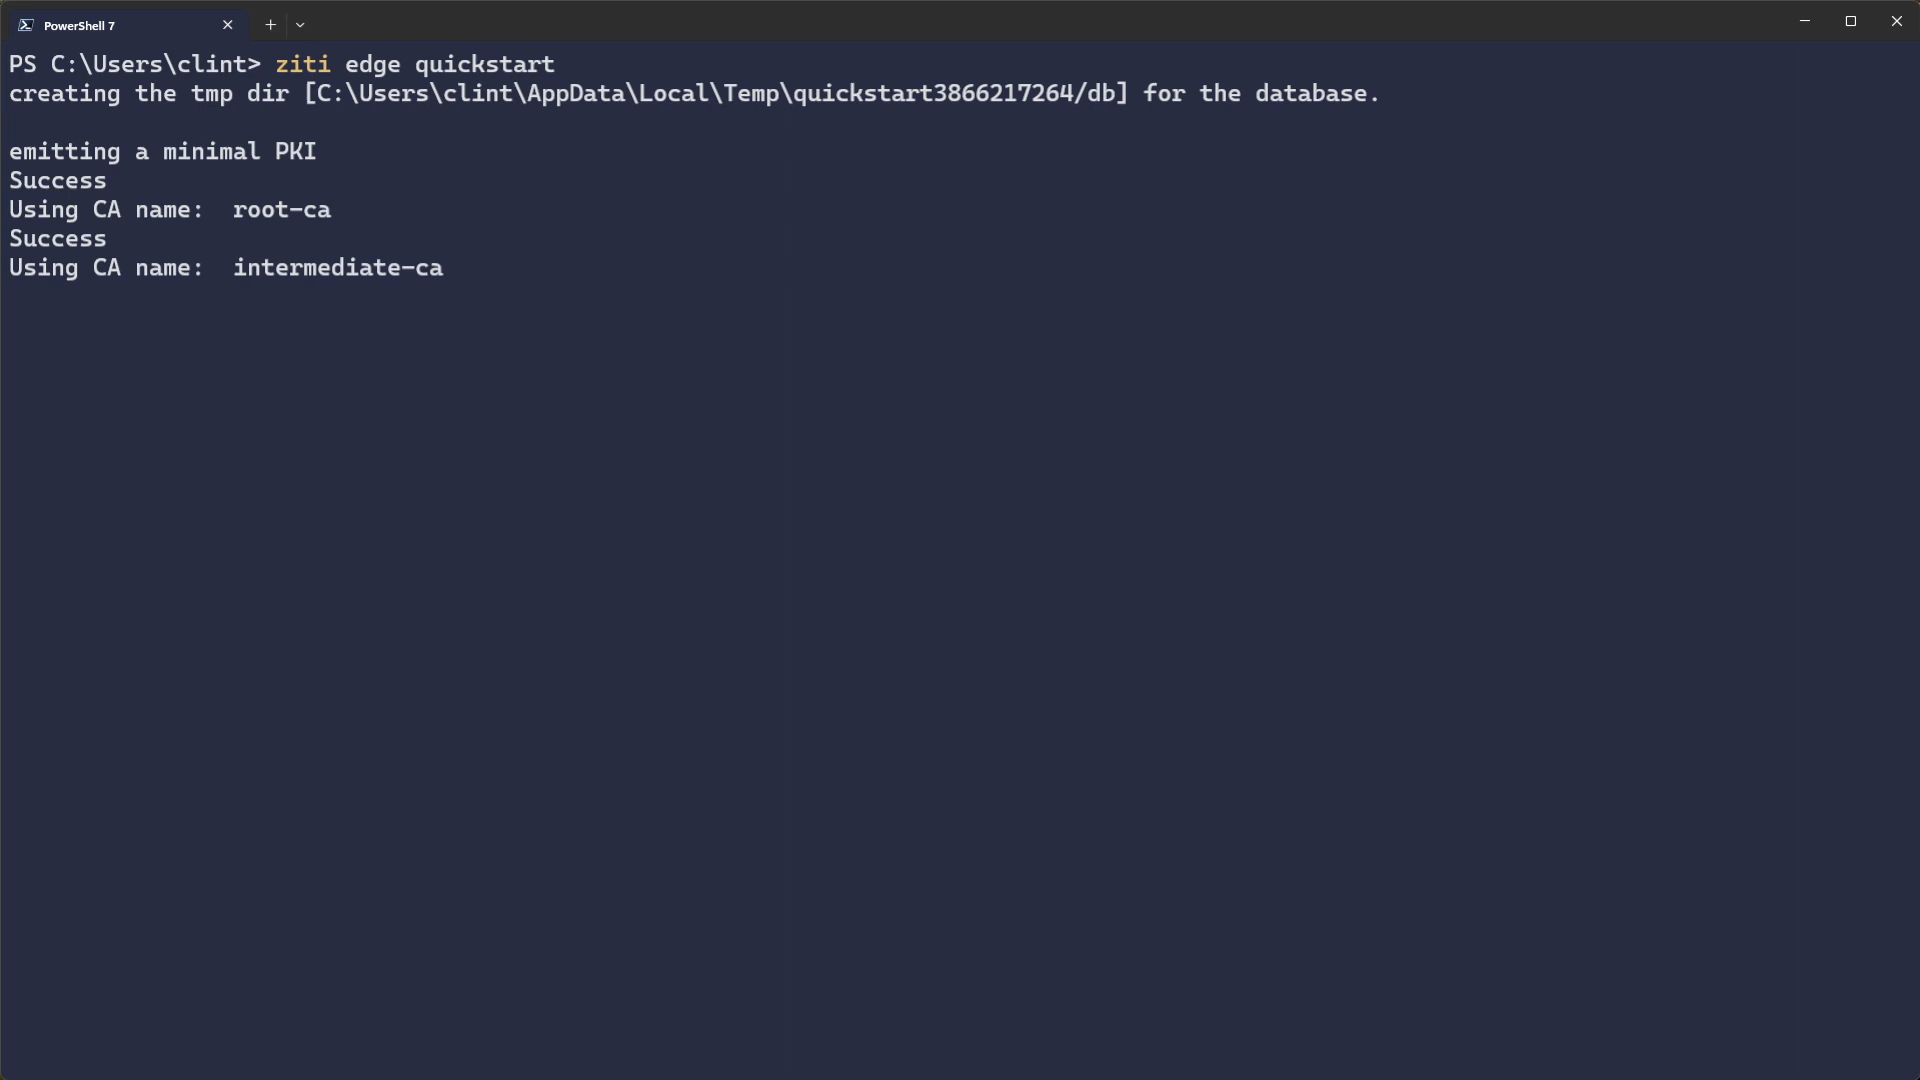 PowerShell 7
PS C:\Users\clint> ziti edge quickstart
creating the tmp dir [C:\Users\clint\AppData\Local\Temp\quickstart3866217264/db] for the database.
emitting a minimal PKI
Success
Using CA name:  root-ca
Success
Using CA name:  intermediate-ca